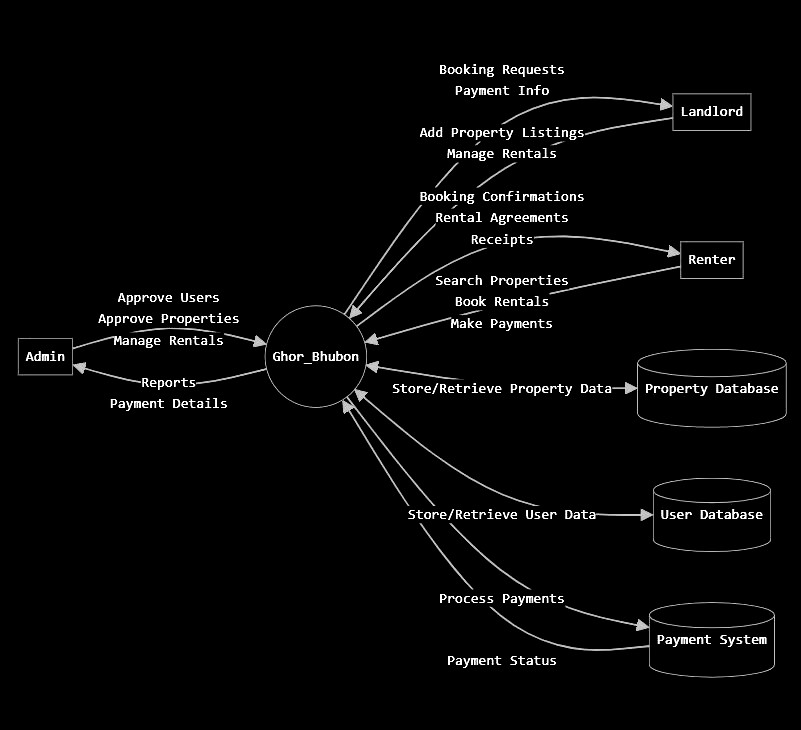 Booking Requests
Payment Info
Landlord
Add Property Listings
Manage Rentals
Booking Confirmations
Rental Agreements
Receipts
Renter
Search Properties
Book Rentals
Make Payments
Approve Users
Approve Properties
Manage Rentals
Admin
Ghor_Bhubon
Reports
Payment Details
Store/Retrieve Property Data
Property Database
Store/Retrieve User Data
User Database
Process Payments
Payment System
Payment Status